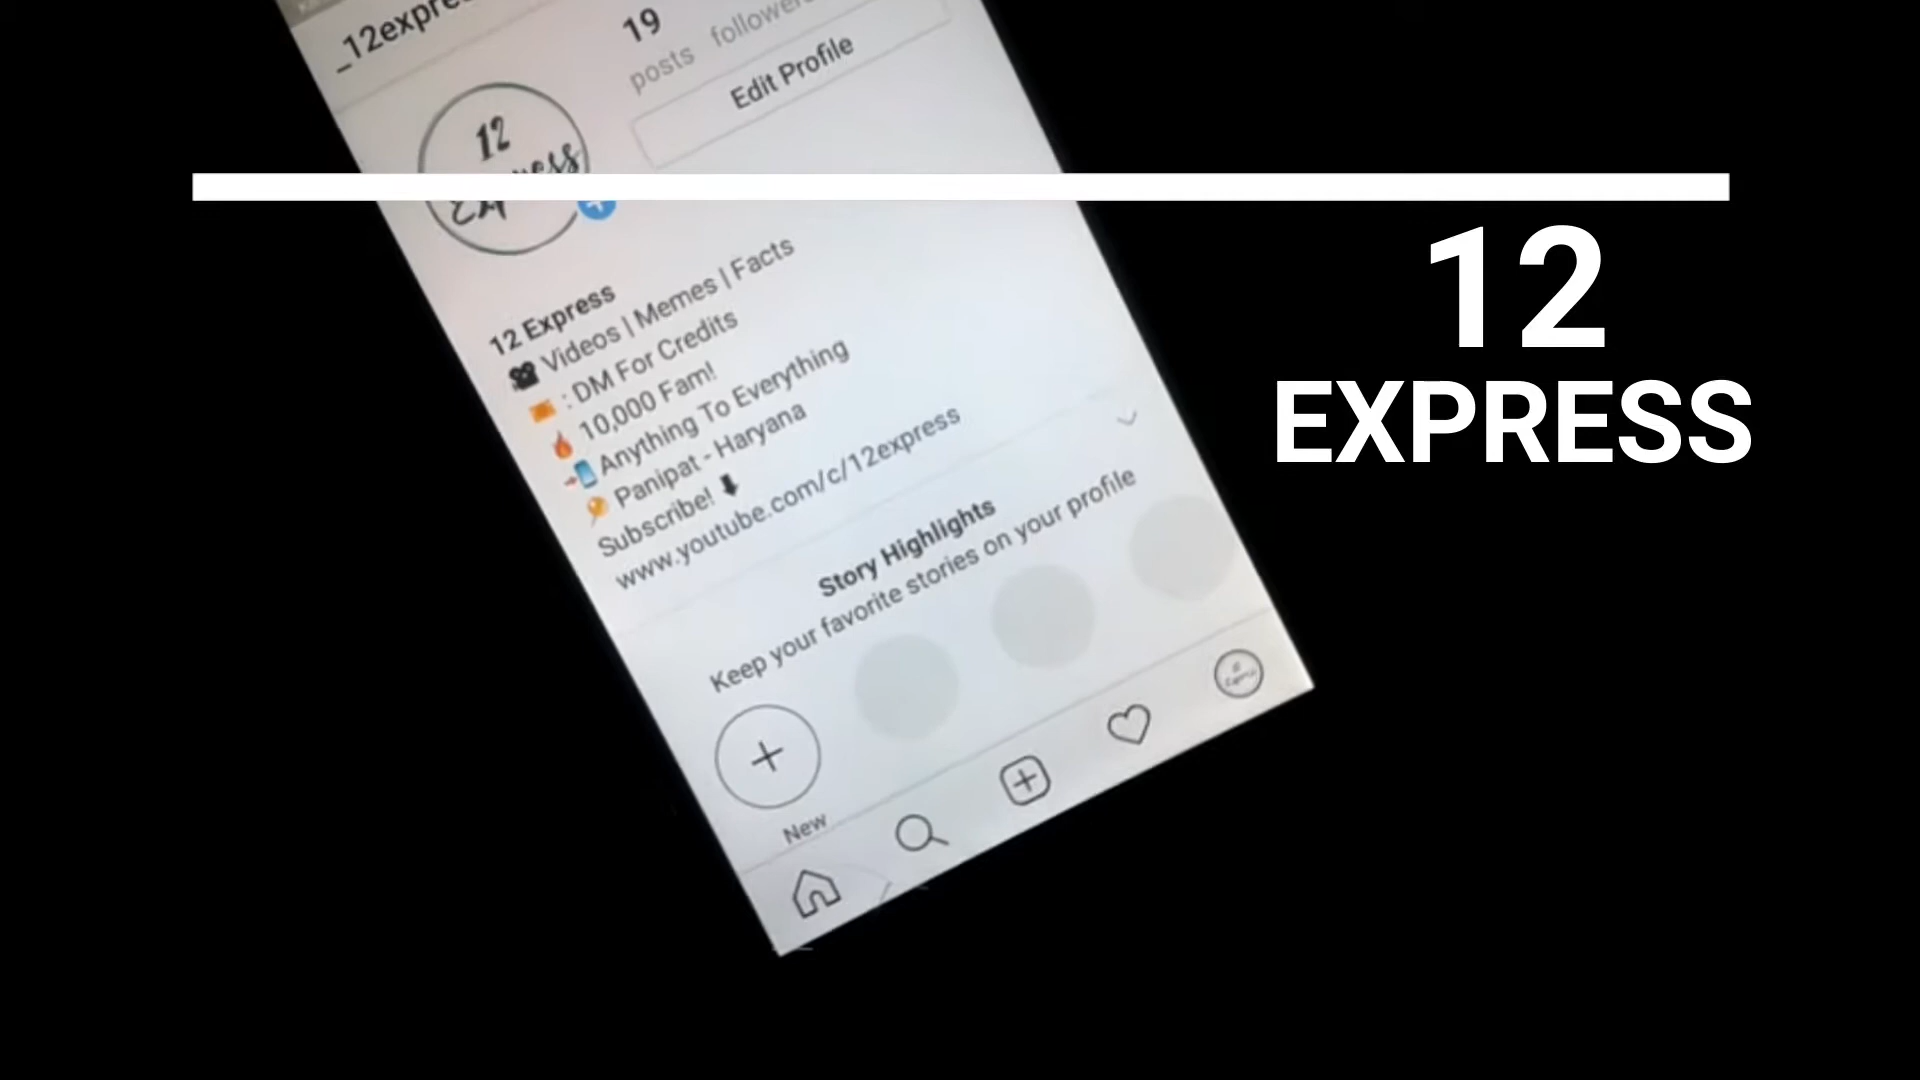 _12expre
19
posts followers
Edit Profile
12
Express
12 Express
🎥 Videos | Memes | Facts
: DM For Credits
🔥 10,000 Fam!
📲 Anything To Everything
Panipat - Haryana
Subscribe! ⬇
www.youtube.com/c/12express
Story Highlights
Keep your favorite stories on your profile
New
12
EXPRESS